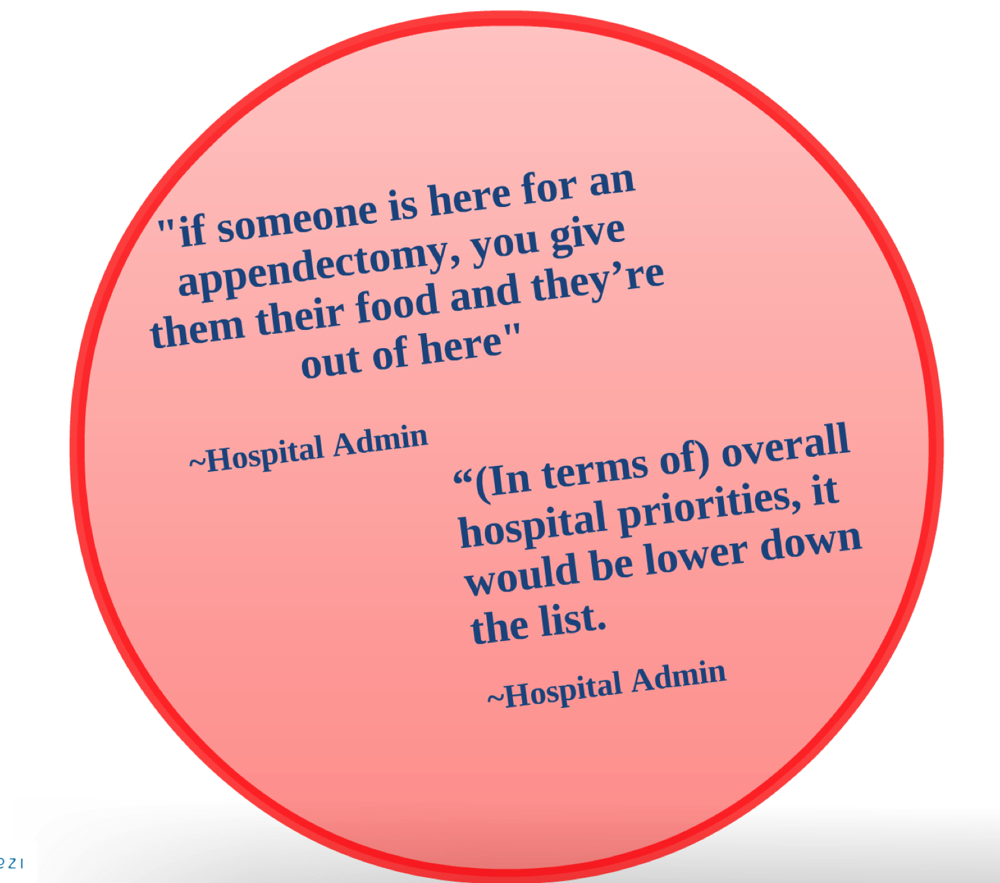 "if someone is here for an
appendectomy, you give
them their food and they’re
out of here"
~Hospital Admin
“(In terms of) overall
hospital priorities, it
would be lower down
the list.
~Hospital Admin